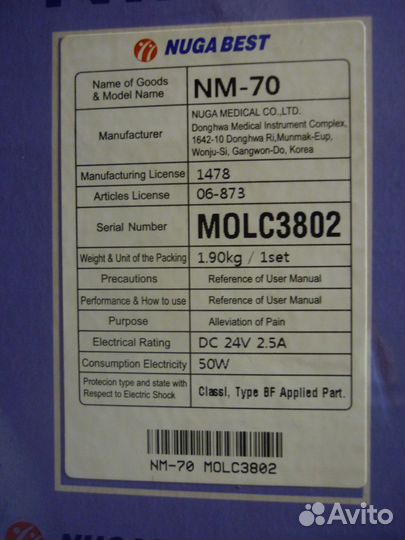 NUGA BEST
Name of Goods & Model Name NM-70
Manufacturer NUGA MEDICAL CO.,LTD.
Donghwa Medical Instrument Complex,
1642-10 Donghwa Ri,Munmak-Eup,
Wonju-Si, Gangwon-Do, Korea
Manufacturing License 1478
Articles License 06-873
Serial Number MOLC3802
Weight & Unit of the Packing 1.90kg / 1set
Precautions Reference of User Manual
Performance & How to use Reference of User Manual
Purpose Alleviation of Pain
Electrical Rating DC 24V 2.5A
Consumption Electricity 50W
Protecion type and state with
Respect to Electric Shock ClassI, Type BF Applied Part.
NM-70 MOLC3802
NUGA BEST
Avito